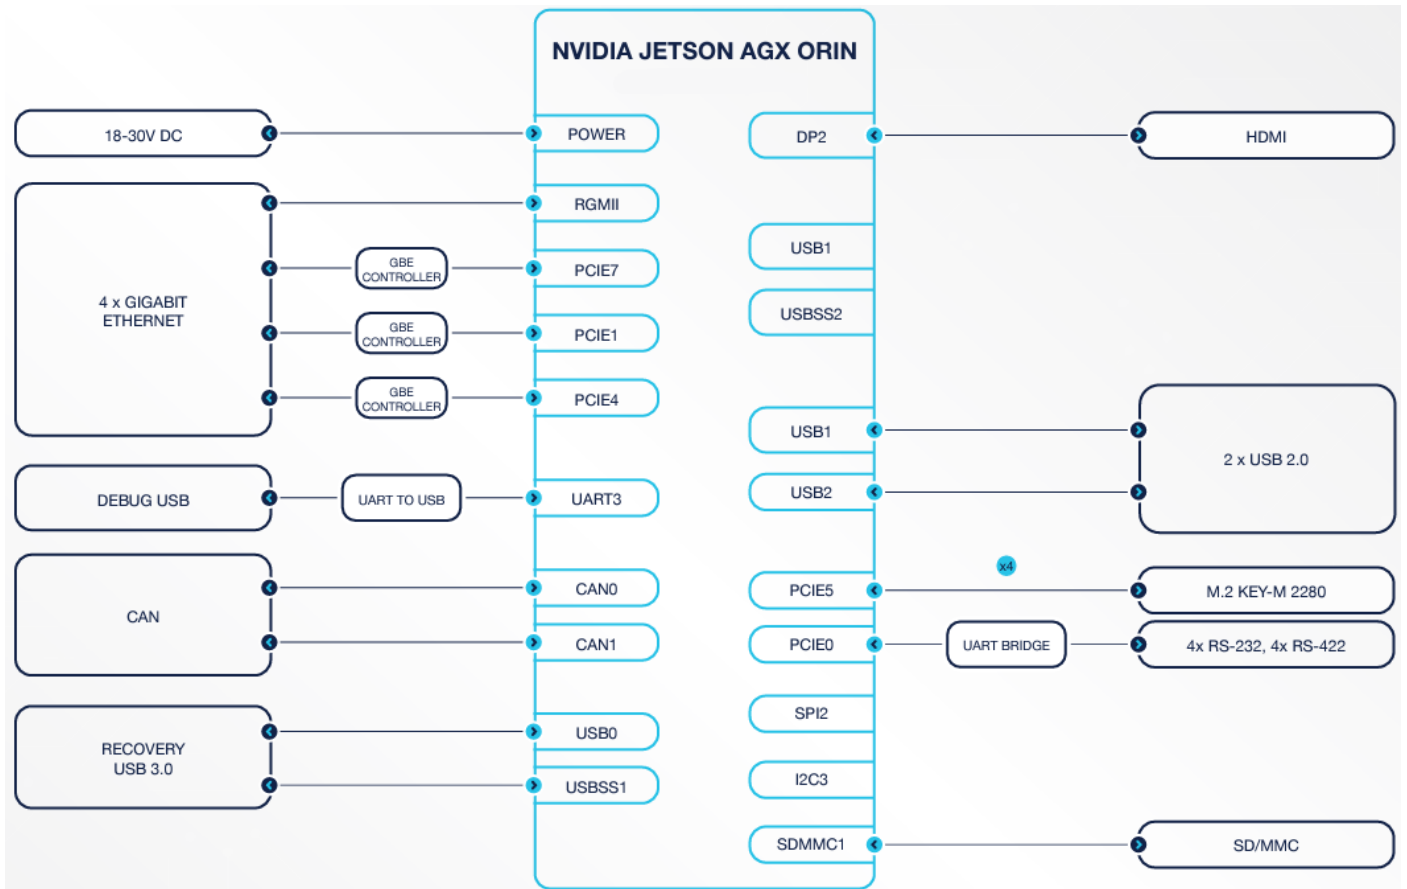 NVIDIA JETSON AGX ORIN
18-30V DC
POWER
DP2
HDMI
RGMII
4 x GIGABIT
ETHERNET
GBE
CONTROLLER
PCIE7
GBE
CONTROLLER
PCIE1
GBE
CONTROLLER
PCIE4
USB1
USBSS2
USB1
USB2
2 x USB 2.0
DEBUG USB
UART TO USB
UART3
CAN
CAN0
CAN1
x4
PCIE5
M.2 KEY-M 2280
PCIE0
UART BRIDGE
4x RS-232, 4x RS-422
RECOVERY
USB 3.0
USB0
USBSS1
SPI2
I2C3
SDMMC1
SD/MMC